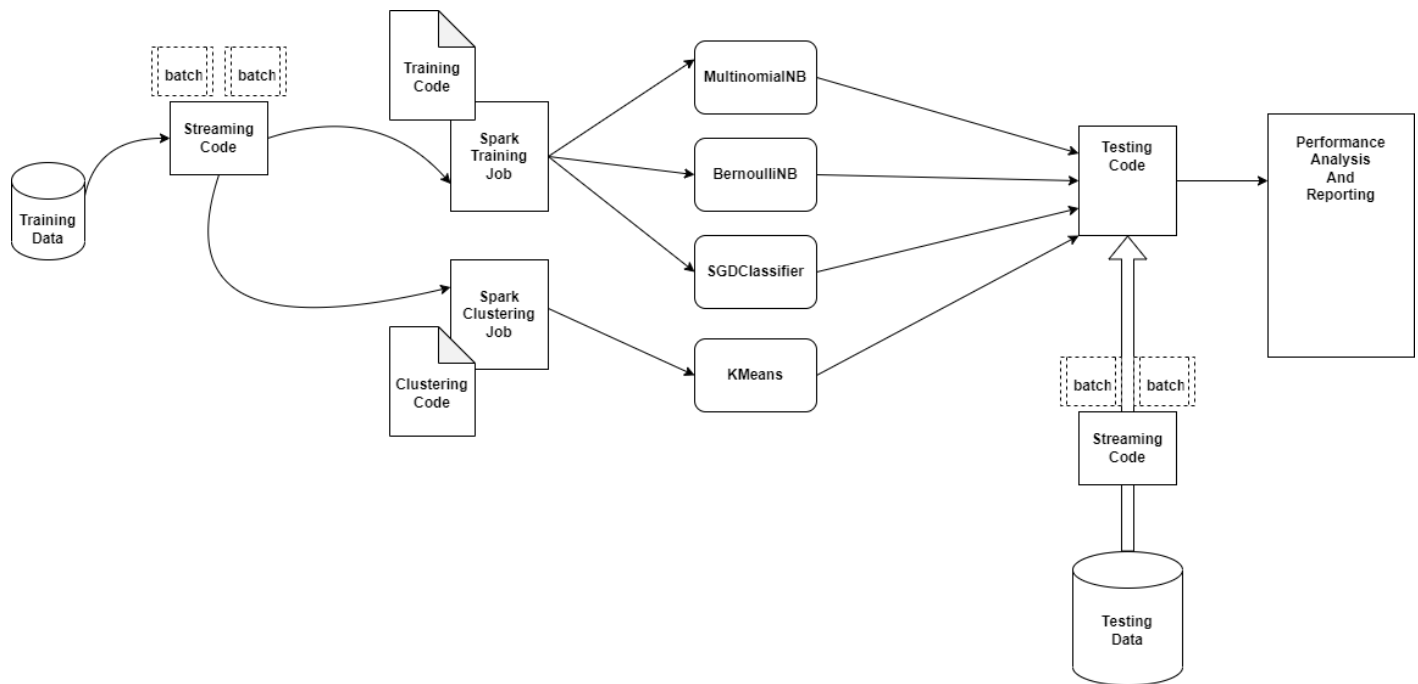 batch
batch
Streaming
Code
Training
Data
Training
Code
Spark
Training
Job
Spark
Clustering
Job
Clustering
Code
MultinomialNB
BernoulliNB
SGDClassifier
KMeans
Testing
Code
Performance
Analysis
And
Reporting
batch
batch
Streaming
Code
Testing
Data